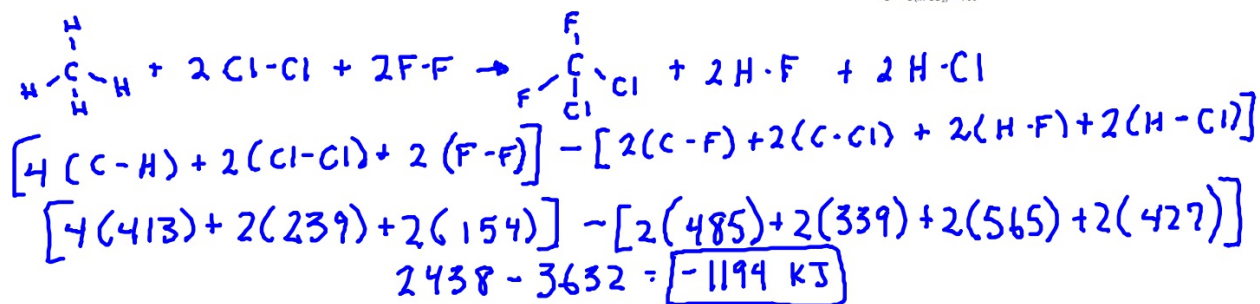 H
H C H + 2 Cl-Cl + 2F-F → F C Cl + 2 H-F + 2 H-Cl
H F Cl
[4 (C-H) + 2(Cl-Cl) + 2 (F-F)] - [2(C-F) + 2(C-Cl) + 2(H-F) + 2(H-Cl)]
[4(413) + 2(239) + 2(154)] - [2(485) + 2(339) + 2(565) + 2(427)]
2438 - 3632 = -1194 KJ